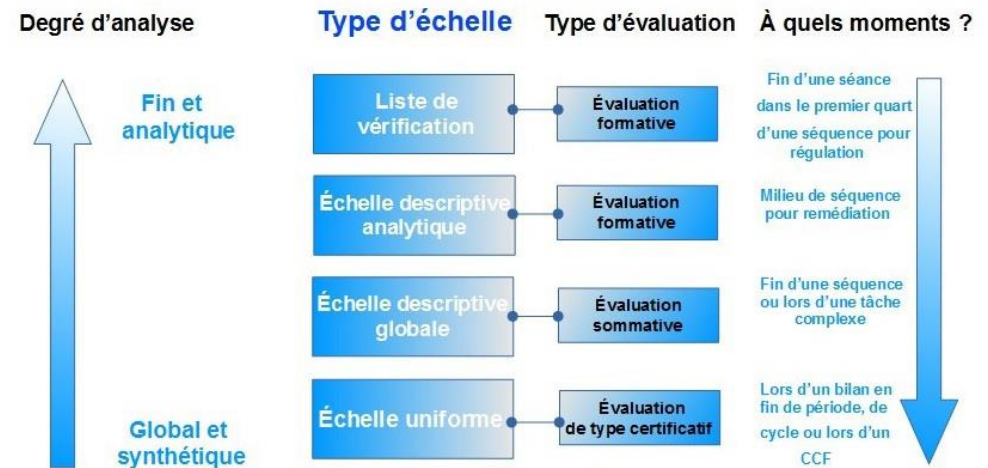 Degré d'analyse
Type d'échelle
Type d'évaluation
À quels moments ?
Fin et
analytique
Liste de
vérification
Évaluation
formative
Fin d'une séance
dans le premier quart
d'une séquence pour
régulation
Échelle descriptive
analytique
Évaluation
formative
Milieu de séquence
pour remédiation
Échelle descriptive
globale
Évaluation
sommative
Fin d'une séquence
ou lors d'une tâche
complexe
Global et
synthétique
Échelle uniforme
Évaluation
de type certificatif
Lors d'un bilan en
fin de période, de
cycle ou lors d'un
CCF